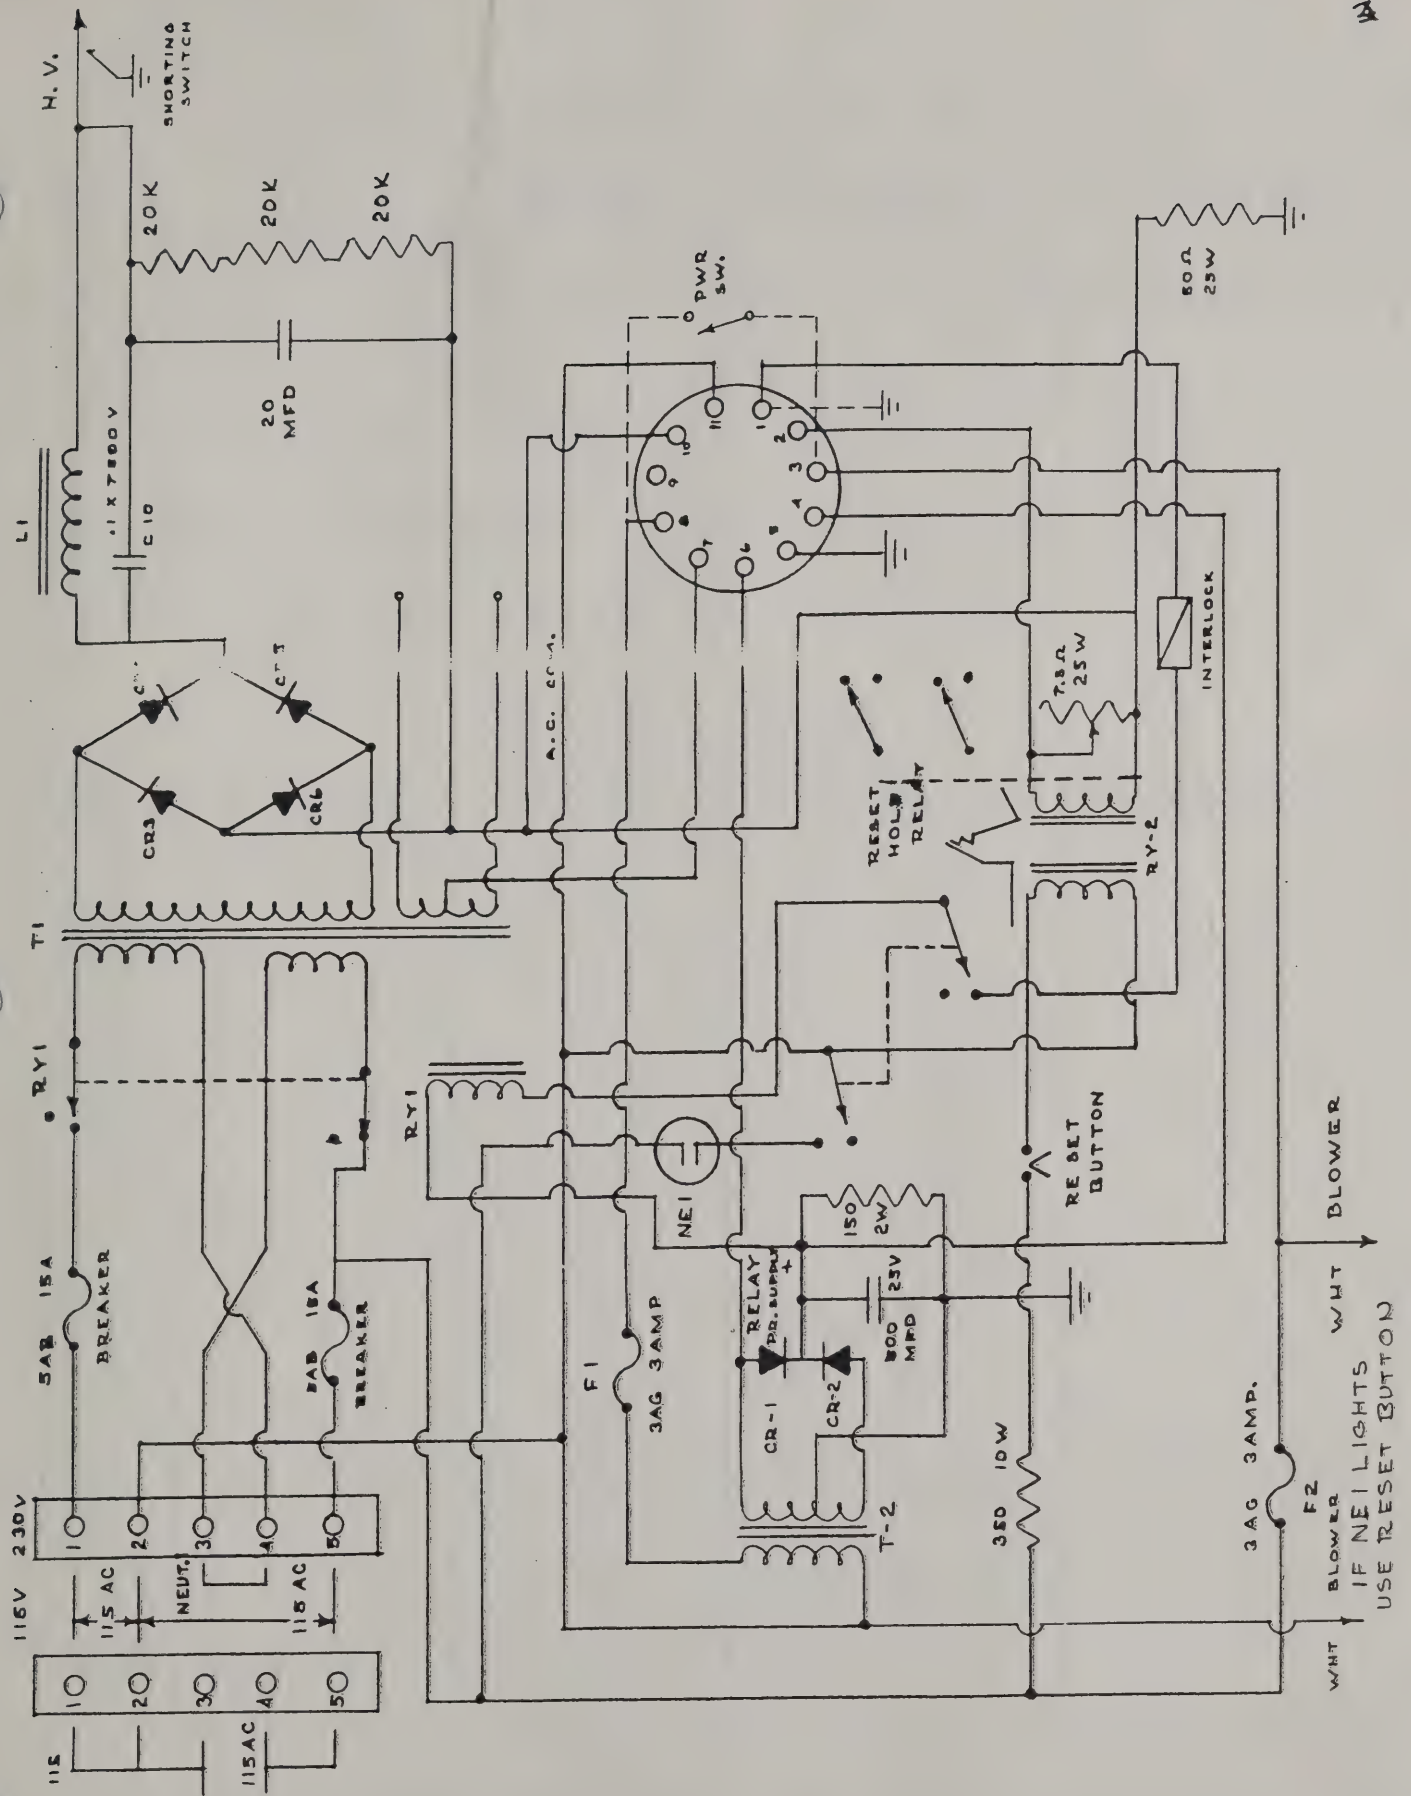 H. V.
SHORTING
SWITCH
L1
.1 X 7500 V
C 10
20K
20K
20K
20
MFD
CR3
CR6
T1
RY1
5AB 15A
BREAKER
5AB 15A
BREAKER
115V 230V
1
2
3
4
5
115 AC
NEUT.
115 AC
1
2
3
4
5
115
115AC
A.C. COM.
PWR
SW.
1
2
3
4
5
6
7
8
9
10
11
50Ω
25W
7.5Ω
25W
INTERLOCK
RESET
HOLD
RELAY
RY-2
RY1
NE1
RESET
BUTTON
F1
3AG 3AMP
RELAY
PR. SUPPLY
+
150
2W
500
MFD
25V
CR-1
CR-2
T-2
350 10W
3AG 3AMP.
F2
WHT BLOWER
WHT BLOWER
IF NE1 LIGHTS
USE RESET BUTTON